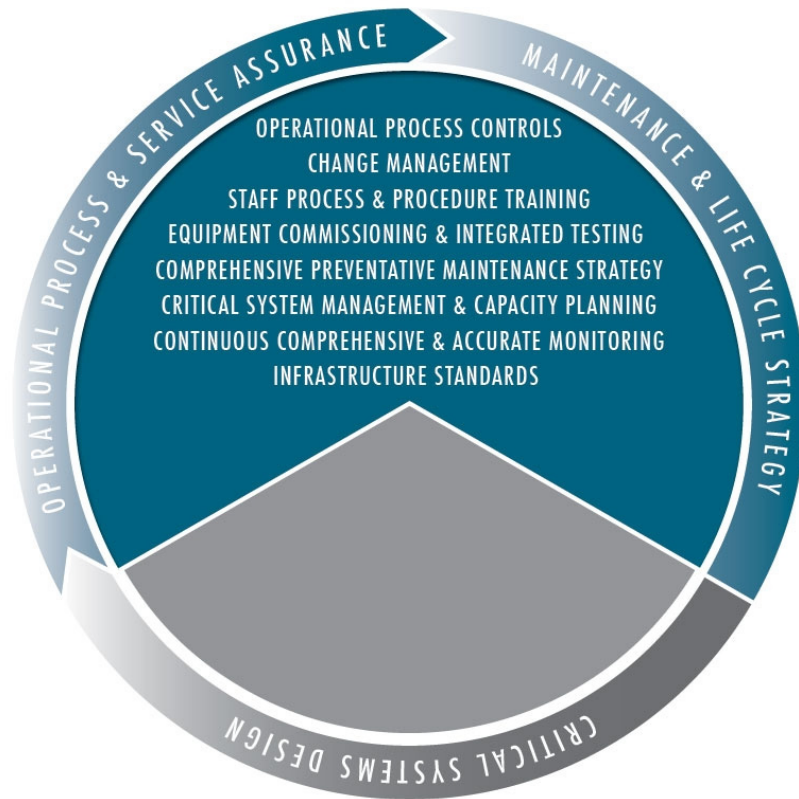 OPERATIONAL PROCESS & SERVICE ASSURANCE
MAINTENANCE & LIFE CYCLE STRATEGY
OPERATIONAL PROCESS CONTROLS
CHANGE MANAGEMENT
STAFF PROCESS & PROCEDURE TRAINING
EQUIPMENT COMMISSIONING & INTEGRATED TESTING
COMPREHENSIVE PREVENTATIVE MAINTENANCE STRATEGY
CRITICAL SYSTEM MANAGEMENT & CAPACITY PLANNING
CONTINUOUS COMPREHENSIVE & ACCURATE MONITORING
INFRASTRUCTURE STANDARDS
CRITICAL SYSTEMS DESIGN